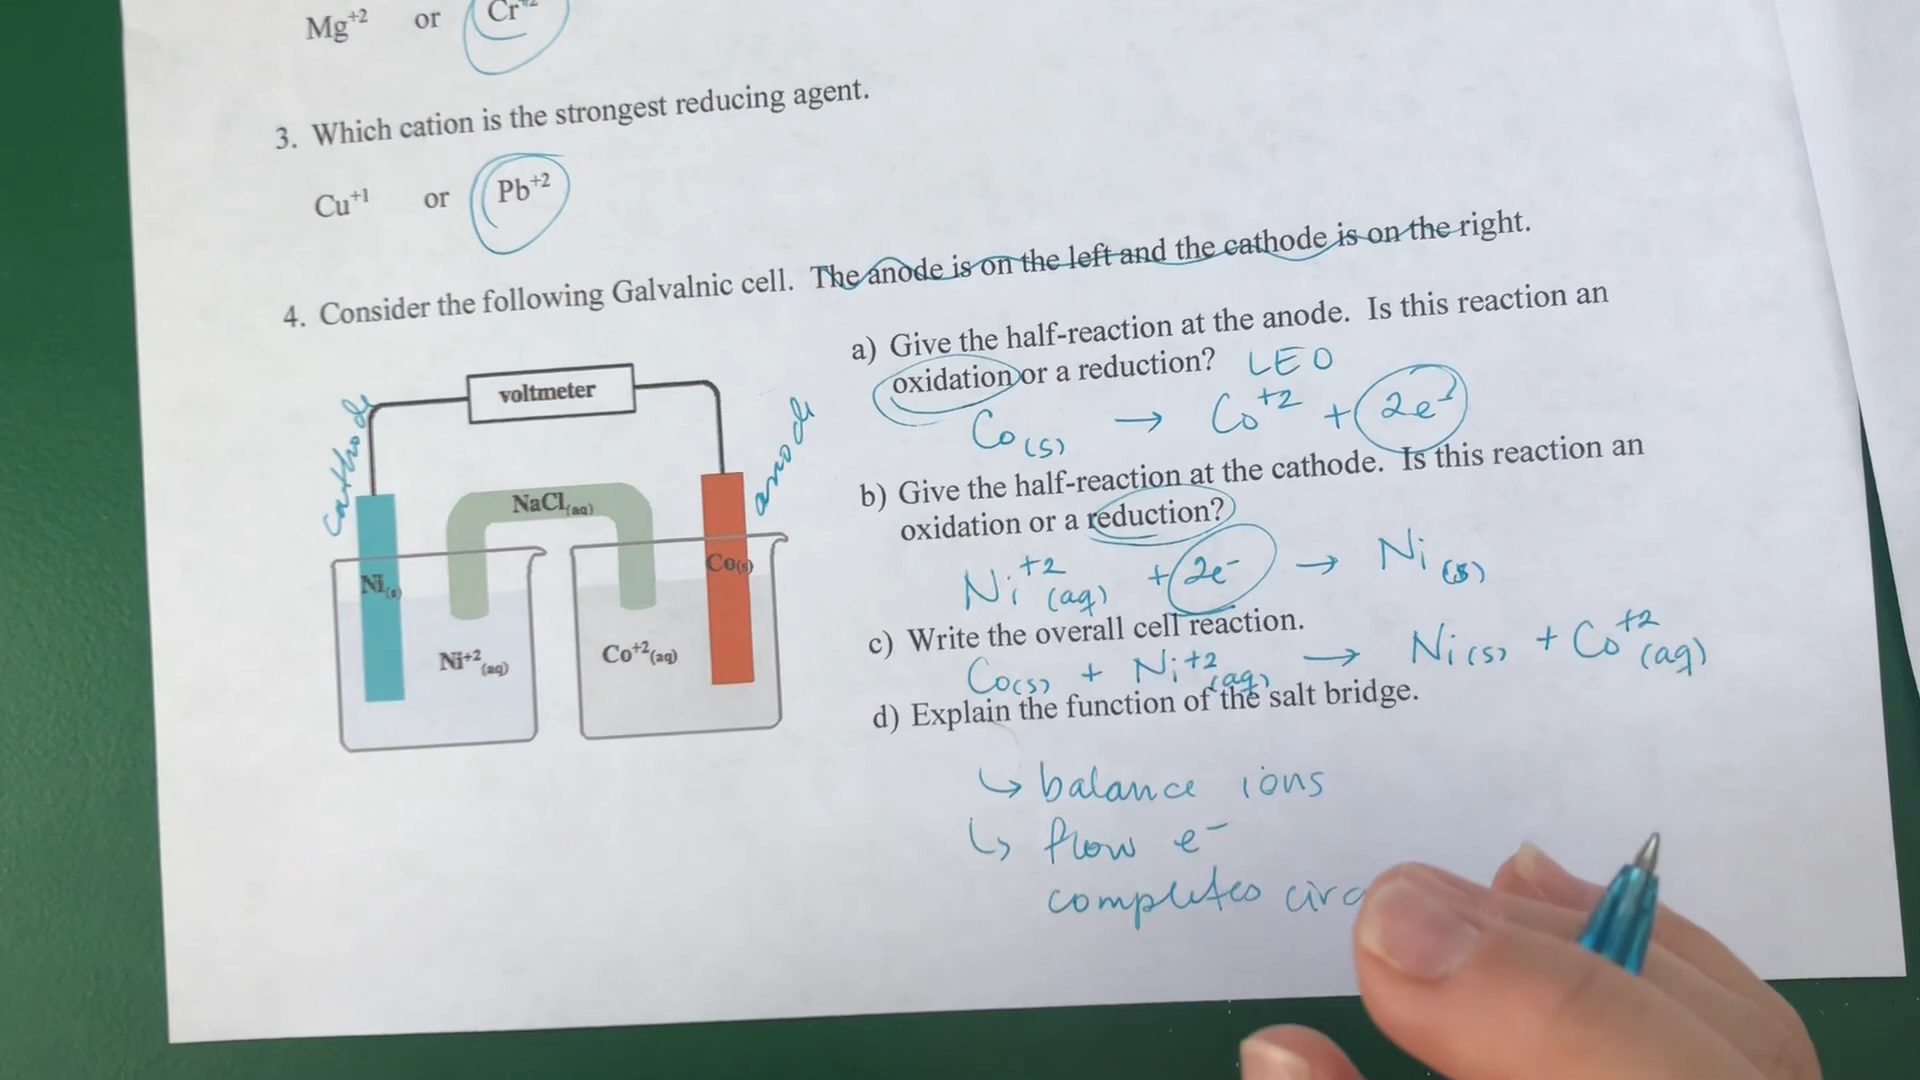 Mg+2 or Cr+2
3. Which cation is the strongest reducing agent.
Cu+1 or Pb+2
4. Consider the following Galvalnic cell. The anode is on the left and the cathode is on the right.
cathode
voltmeter
anode
NaCl(aq)
Ni(s)
Co(s)
Ni+2(aq)
Co+2(aq)
a) Give the half-reaction at the anode. Is this reaction an
oxidation or a reduction? LEO
Co(s) → Co+2 + 2e-
b) Give the half-reaction at the cathode. Is this reaction an
oxidation or a reduction?
Ni+2(aq) + 2e- → Ni(s)
c) Write the overall cell reaction.
Co(s) + Ni+2(aq) → Ni(s) + Co+2(aq)
d) Explain the function of the salt bridge.
↳ balance ions
↳ flow e-
completes